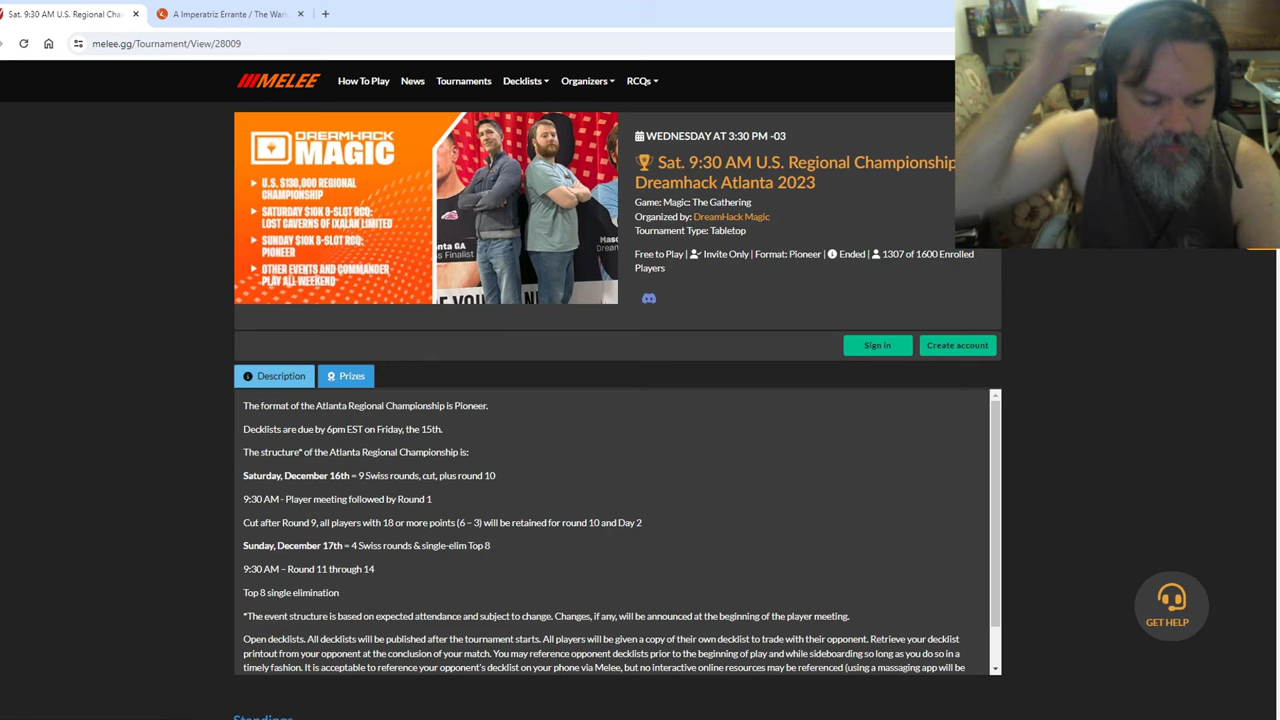 Sat. 9:30 AM U.S. Regional Cha
A Imperatriz Errante / The Wan
melee.gg/Tournament/View/28009
MELEE
How To Play
News
Tournaments
Decklists
Organizers
RCQs
DREAMHACK
MAGIC
U.S. $130,000 REGIONAL
CHAMPIONSHIP
SATURDAY $10K 8-SLOT RCQ:
LOST CAVERNS OF IXALAN LIMITED
SUNDAY $10K 8-SLOT RCQ:
PIONEER
OTHER EVENTS AND COMMANDER
PLAY ALL WEEKEND
WEDNESDAY AT 3:30 PM -03
Sat. 9:30 AM U.S. Regional Championship
Dreamhack Atlanta 2023
Game: Magic: The Gathering
Organized by: DreamHack Magic
Tournament Type: Tabletop
Free to Play | Invite Only | Format: Pioneer | Ended | 1307 of 1600 Enrolled
Players
Sign in
Create account
Description
Prizes
The format of the Atlanta Regional Championship is Pioneer.
Decklists are due by 6pm EST on Friday, the 15th.
The structure* of the Atlanta Regional Championship is:
Saturday, December 16th = 9 Swiss rounds, cut, plus round 10
9:30 AM - Player meeting followed by Round 1
Cut after Round 9, all players with 18 or more points (6 – 3) will be retained for round 10 and Day 2
Sunday, December 17th = 4 Swiss rounds & single-elim Top 8
9:30 AM – Round 11 through 14
Top 8 single elimination
*The event structure is based on expected attendance and subject to change. Changes, if any, will be announced at the beginning of the player meeting.
Open decklists. All decklists will be published after the tournament starts. All players will be given a copy of their own decklist to trade with their opponent. Retrieve your decklist
printout from your opponent at the conclusion of your match. You may reference opponent decklists prior to the beginning of play and while sideboarding so long as you do so in a
timely fashion. It is acceptable to reference your opponent's decklist on your phone via Melee, but no interactive online resources may be referenced (using a massaging app will be
GET HELP
Standings